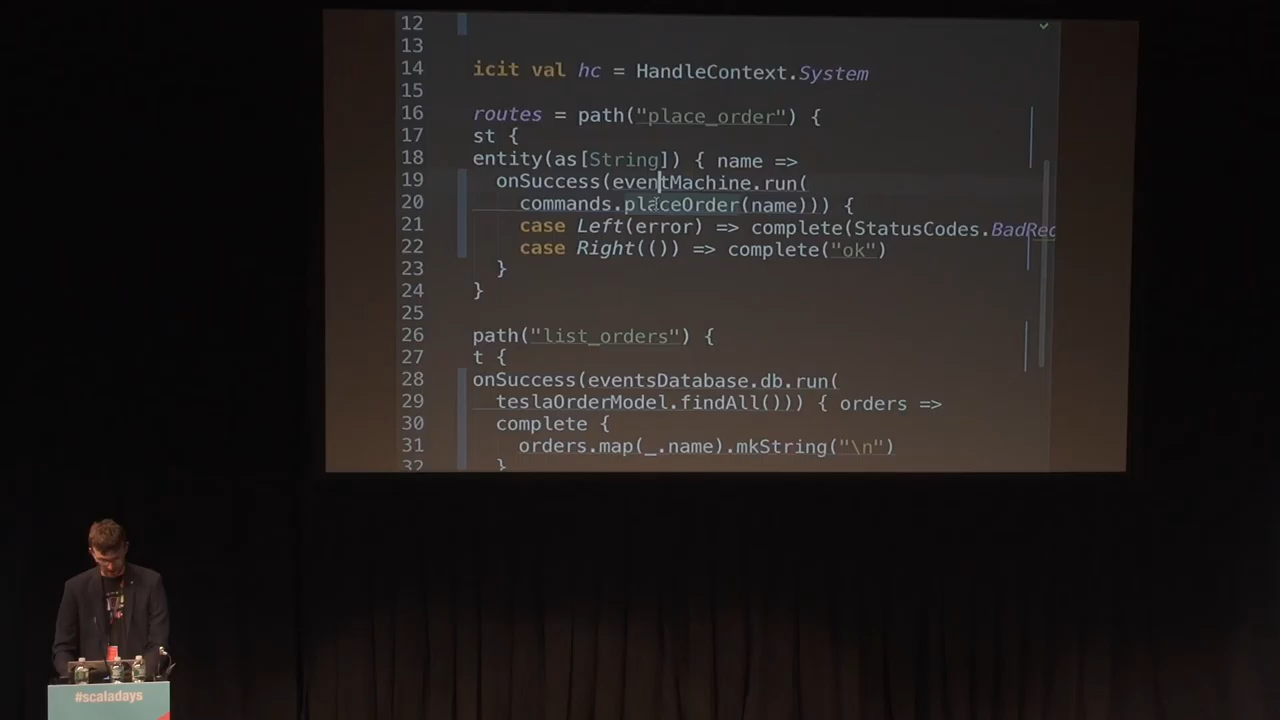 12
13
14 icit val hc = HandleContext.System
15
16 routes = path("place_order") {
17 st {
18 entity(as[String]) { name =>
19 onSuccess(eventMachine.run(
20 commands.placeOrder(name))) {
21 case Left(error) => complete(StatusCodes.BadRec
22 case Right(()) => complete("ok")
23 }
24 }
25
26 path("list_orders") {
27 t {
28 onSuccess(eventsDatabase.db.run(
29 teslaOrderModel.findAll())) { orders =>
30 complete {
31 orders.map(_.name).mkString("\n")
32 }
#scaladays